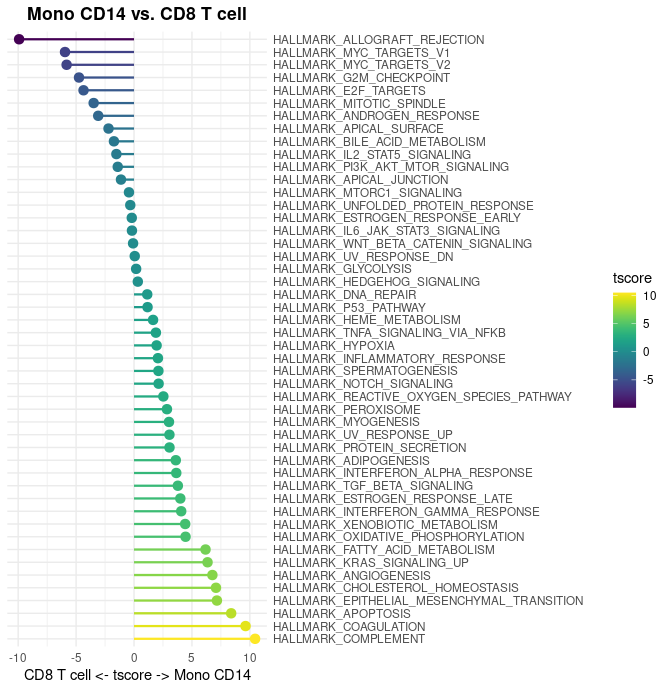 Mono CD14 vs. CD8 T cell
HALLMARK_ALLOGRAFT_REJECTION
HALLMARK_MYC_TARGETS_V1
HALLMARK_MYC_TARGETS_V2
HALLMARK_G2M_CHECKPOINT
HALLMARK_E2F_TARGETS
HALLMARK_MITOTIC_SPINDLE
HALLMARK_ANDROGEN_RESPONSE
HALLMARK_APICAL_SURFACE
HALLMARK_BILE_ACID_METABOLISM
HALLMARK_IL2_STAT5_SIGNALING
HALLMARK_PI3K_AKT_MTOR_SIGNALING
HALLMARK_APICAL_JUNCTION
HALLMARK_MTORC1_SIGNALING
HALLMARK_UNFOLDED_PROTEIN_RESPONSE
HALLMARK_ESTROGEN_RESPONSE_EARLY
HALLMARK_IL6_JAK_STAT3_SIGNALING
HALLMARK_WNT_BETA_CATENIN_SIGNALING
HALLMARK_UV_RESPONSE_DN
HALLMARK_GLYCOLYSIS
HALLMARK_HEDGEHOG_SIGNALING
HALLMARK_DNA_REPAIR
HALLMARK_P53_PATHWAY
HALLMARK_HEME_METABOLISM
HALLMARK_TNFA_SIGNALING_VIA_NFKB
HALLMARK_HYPOXIA
HALLMARK_INFLAMMATORY_RESPONSE
HALLMARK_SPERMATOGENESIS
HALLMARK_NOTCH_SIGNALING
HALLMARK_REACTIVE_OXYGEN_SPECIES_PATHWAY
HALLMARK_PEROXISOME
HALLMARK_MYOGENESIS
HALLMARK_UV_RESPONSE_UP
HALLMARK_PROTEIN_SECRETION
HALLMARK_ADIPOGENESIS
HALLMARK_INTERFERON_ALPHA_RESPONSE
HALLMARK_TGF_BETA_SIGNALING
HALLMARK_ESTROGEN_RESPONSE_LATE
HALLMARK_INTERFERON_GAMMA_RESPONSE
HALLMARK_XENOBIOTIC_METABOLISM
HALLMARK_OXIDATIVE_PHOSPHORYLATION
HALLMARK_FATTY_ACID_METABOLISM
HALLMARK_KRAS_SIGNALING_UP
HALLMARK_ANGIOGENESIS
HALLMARK_CHOLESTEROL_HOMEOSTASIS
HALLMARK_EPITHELIAL_MESENCHYMAL_TRANSITION
HALLMARK_APOPTOSIS
HALLMARK_COAGULATION
HALLMARK_COMPLEMENT
-10 -5 0 5 10
CD8 T cell <- tscore -> Mono CD14
tscore
10
5
0
-5